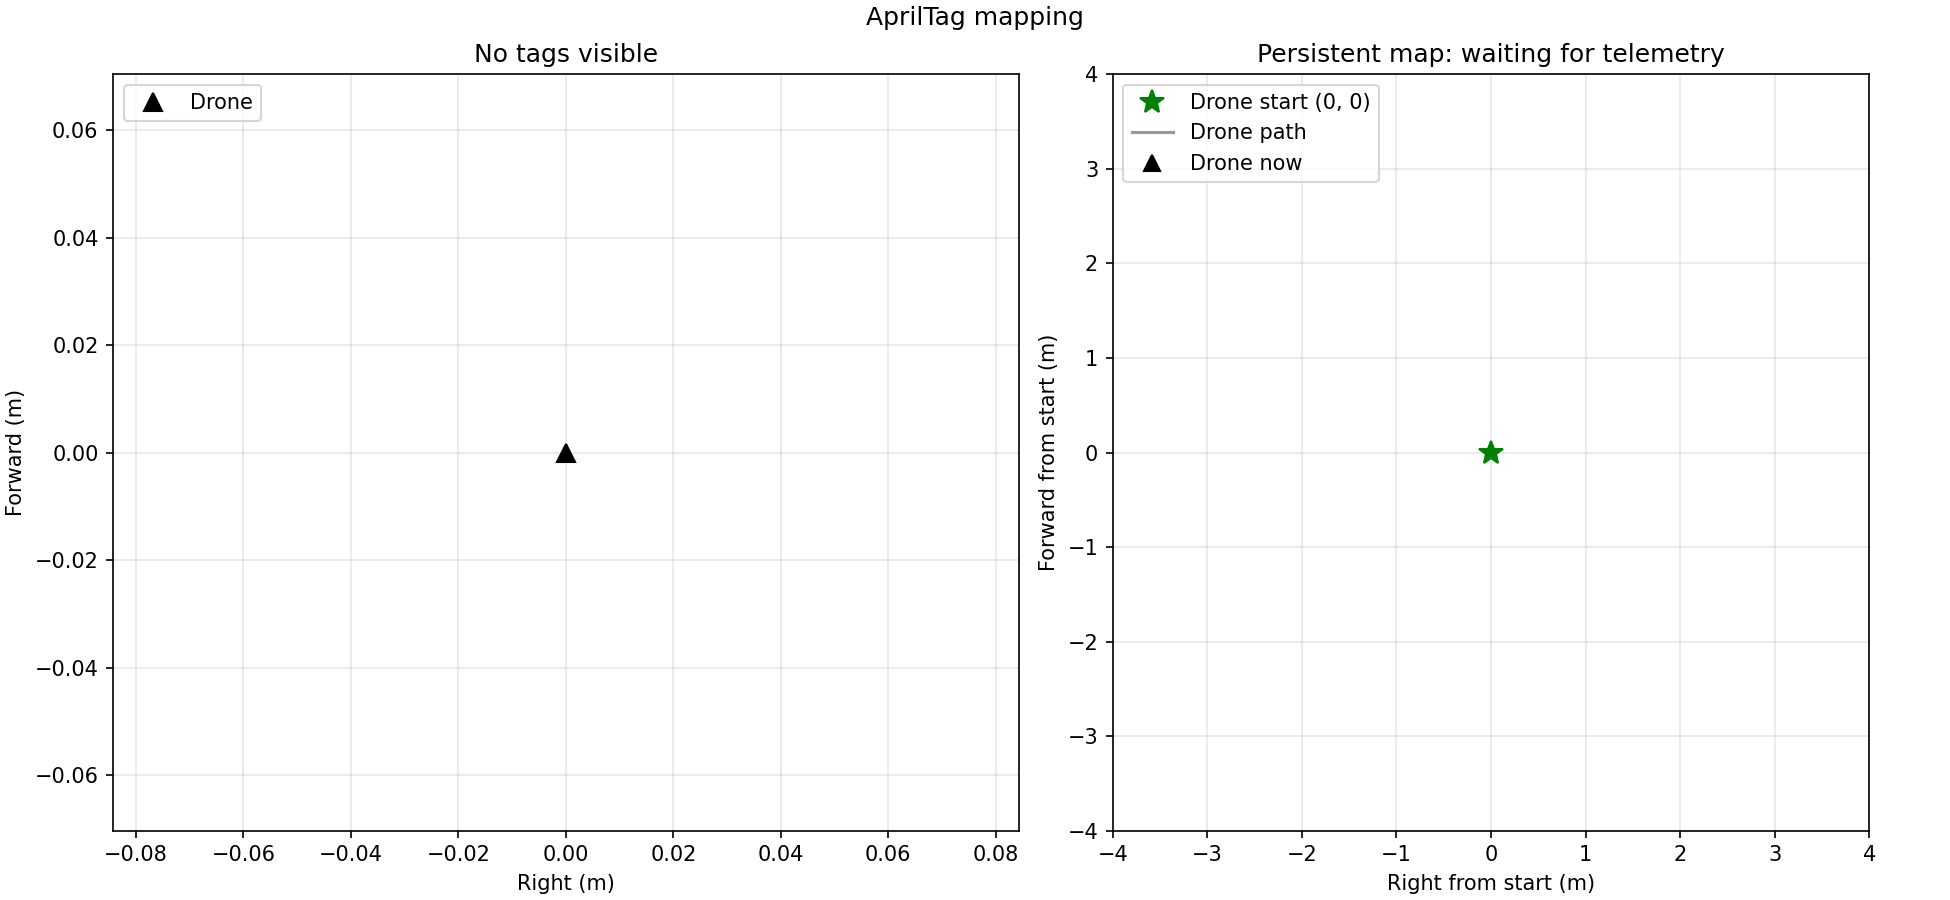 AprilTag mapping
No tags visible
Drone
0.06
0.04
0.02
0.00
−0.02
−0.04
−0.06
Forward (m)
−0.08 −0.06 −0.04 −0.02 0.00 0.02 0.04 0.06 0.08
Right (m)
Persistent map: waiting for telemetry
Drone start (0, 0)
Drone path
Drone now
4
3
2
1
0
−1
−2
−3
−4
Forward from start (m)
−4 −3 −2 −1 0 1 2 3 4
Right from start (m)